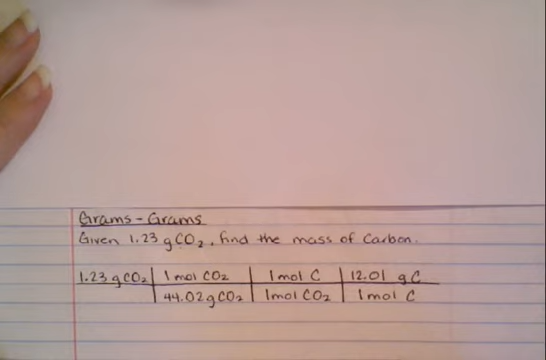 Grams-Grams
Given 1.23 g CO₂, find the mass of Carbon.
1.23 g CO₂ | 1 mol CO₂ | 1 mol C | 12.01 g C
44.02 g CO₂ | 1 mol CO₂ | 1 mol C